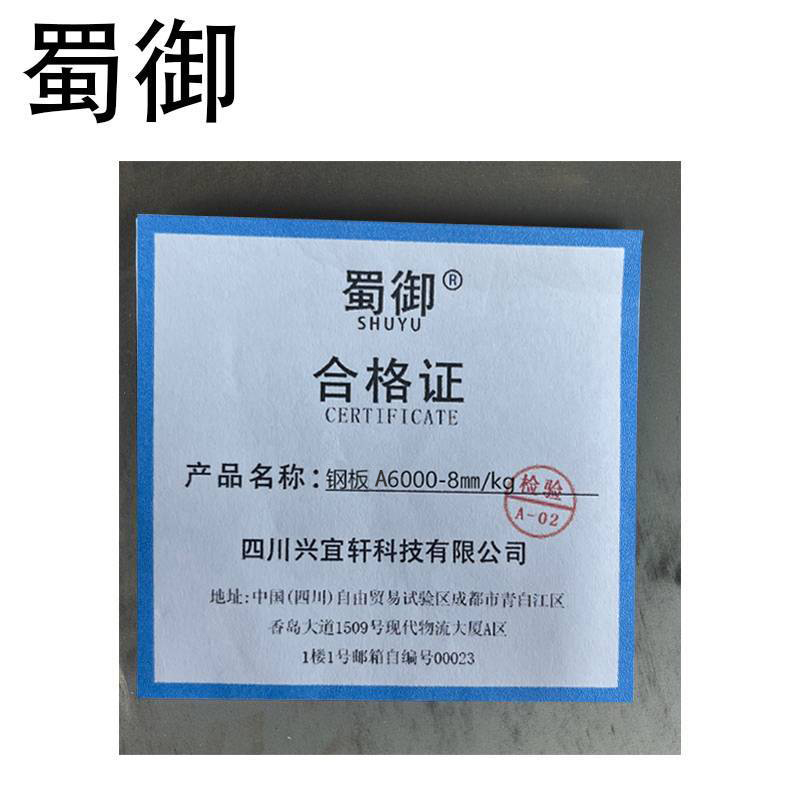 蜀御
蜀御®
SHUYU
合格证
CERTIFICATE
产品名称：钢板 A6000-8mm/kg
检验
A-02
四川兴宜轩科技有限公司
地址:中国(四川)自由贸易试验区成都市青白江区
香岛大道1509号现代物流大厦A区
1楼1号邮箱自编号00023